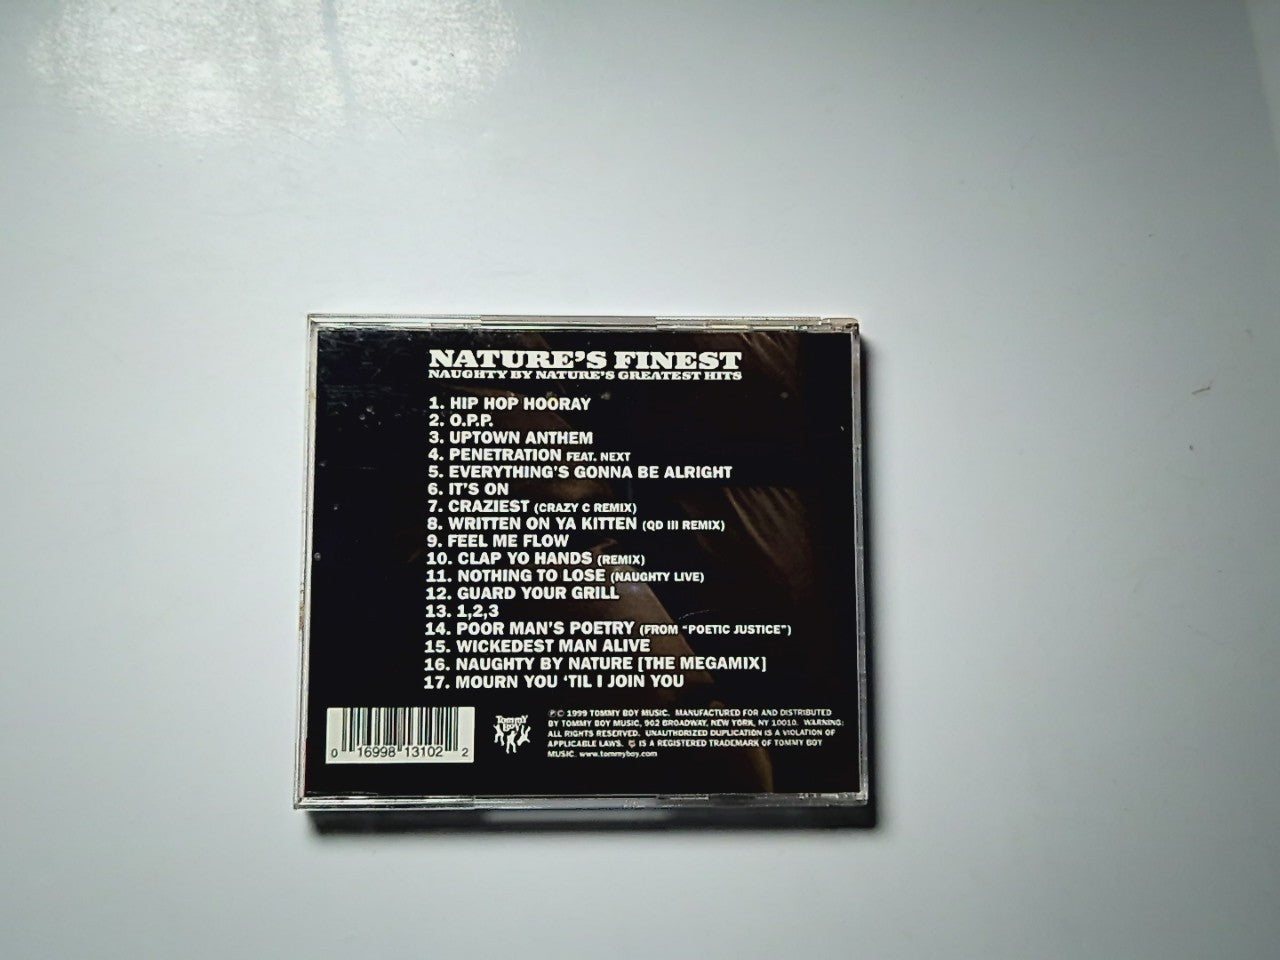 NATURE'S FINEST
NAUGHTY BY NATURE'S GREATEST HITS
1. HIP HOP HOORAY
2. O.P.P.
3. UPTOWN ANTHEM
4. PENETRATION FEAT. NEXT
5. EVERYTHING'S GONNA BE ALRIGHT
6. IT'S ON
7. CRAZIEST (CRAZY C REMIX)
8. WRITTEN ON YA KITTEN (QD III REMIX)
9. FEEL ME FLOW
10. CLAP YO HANDS (REMIX)
11. NOTHING TO LOSE (NAUGHTY LIVE)
12. GUARD YOUR GRILL
13. 1,2,3
14. POOR MAN'S POETRY (FROM "POETIC JUSTICE")
15. WICKEDEST MAN ALIVE
16. NAUGHTY BY NATURE [THE MEGAMIX]
17. MOURN YOU 'TIL I JOIN YOU
0 16998 13102 2
Tommy
Boy
℗© 1999 TOMMY BOY MUSIC. MANUFACTURED FOR AND DISTRIBUTED
BY TOMMY BOY MUSIC, 902 BROADWAY, NEW YORK, NY 10010. WARNING:
ALL RIGHTS RESERVED. UNAUTHORIZED DUPLICATION IS A VIOLATION OF
APPLICABLE LAWS. IS A REGISTERED TRADEMARK OF TOMMY BOY
MUSIC. www.tommyboy.com